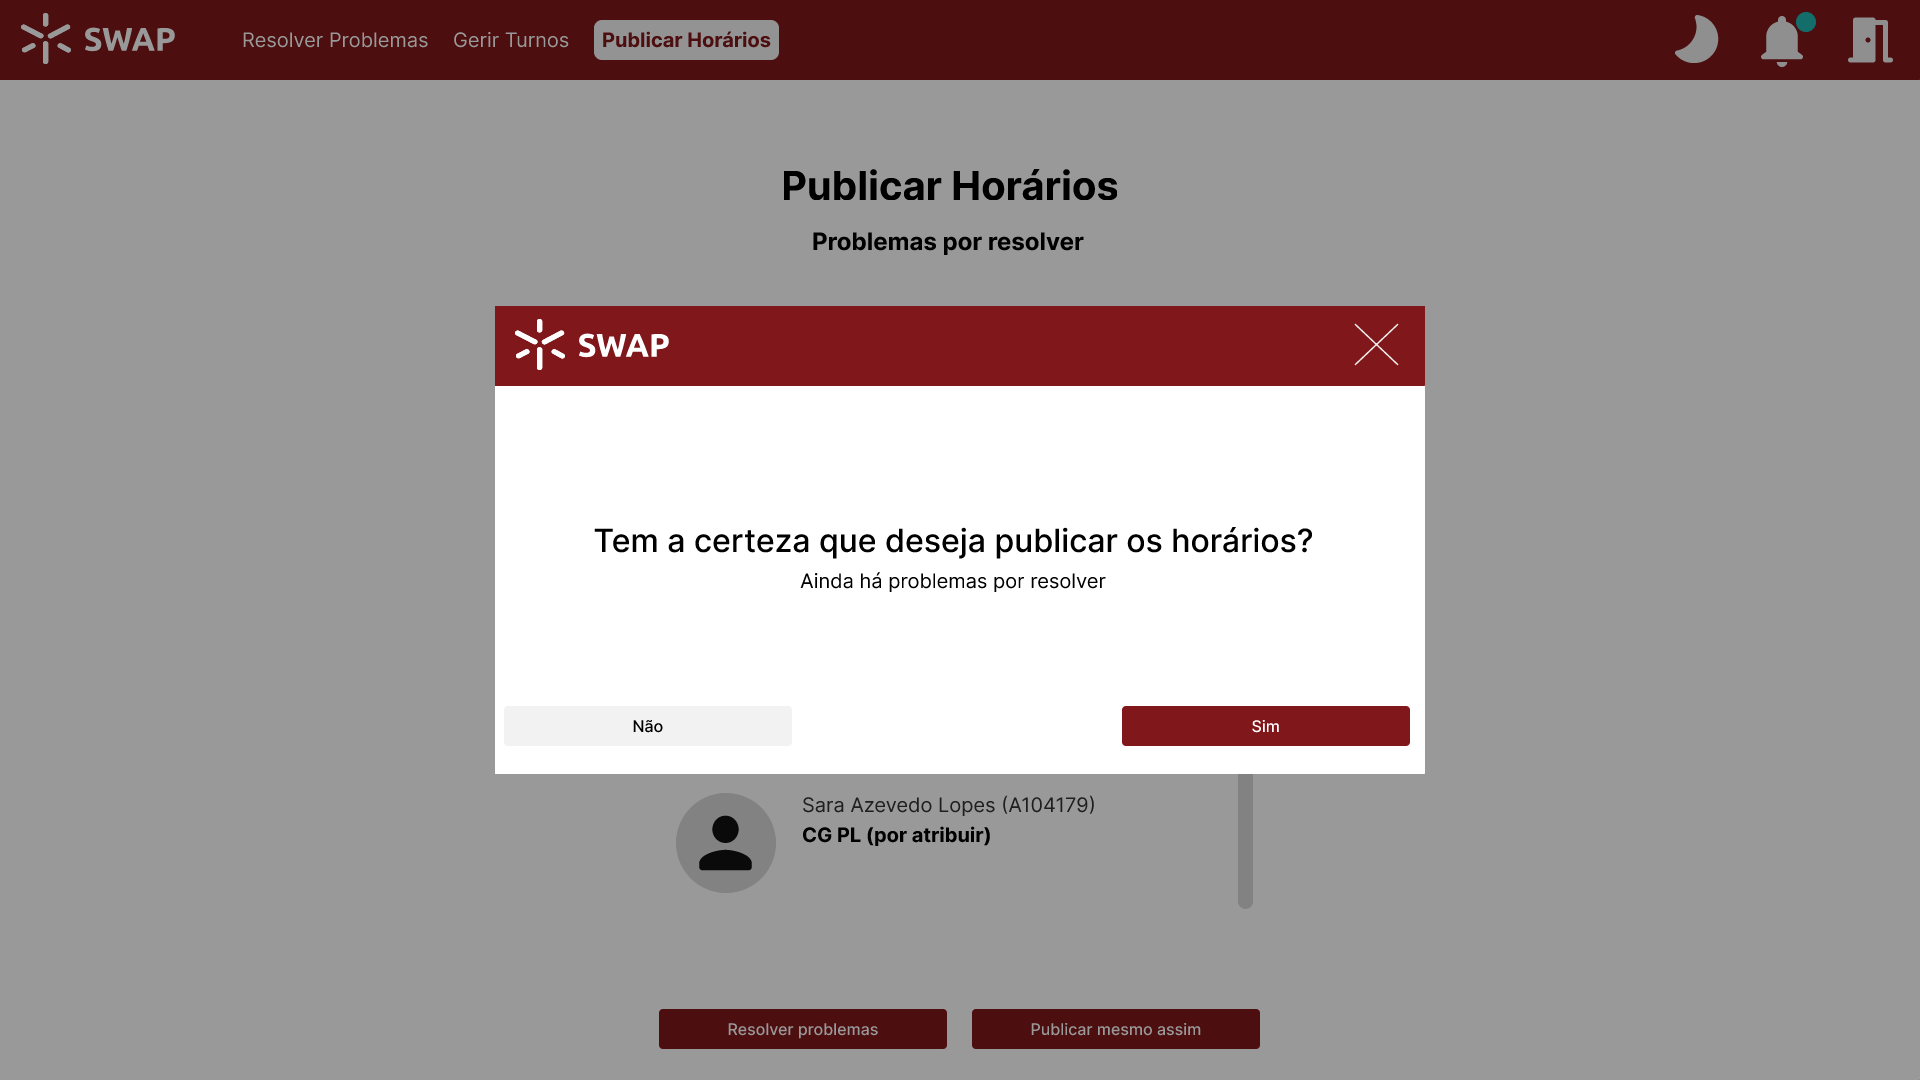 SWAP
Resolver Problemas
Gerir Turnos
Publicar Horários
Publicar Horários
Problemas por resolver
SWAP
Tem a certeza que deseja publicar os horários?
Ainda há problemas por resolver
Não
Sim
Sara Azevedo Lopes (A104179)
CG PL (por atribuir)
Resolver problemas
Publicar mesmo assim